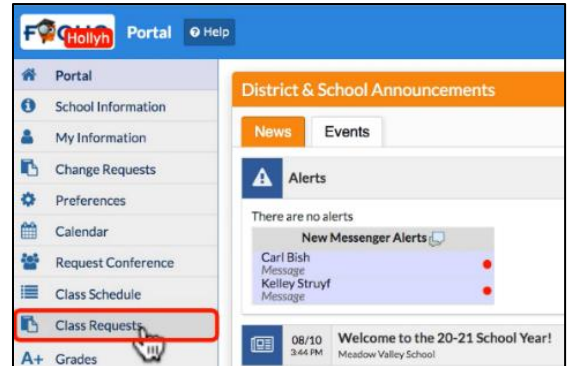 Hollyh
Portal
Help
Portal
School Information
My Information
Change Requests
Preferences
Calendar
Request Conference
Class Schedule
Class Requests
A+ Grades
District & School Announcements
News
Events
Alerts
There are no alerts
New Messenger Alerts
Carl Bish
Message
Kelley Struyf
Message
08/10
3:44 PM
Welcome to the 20-21 School Year!
Meadow Valley School